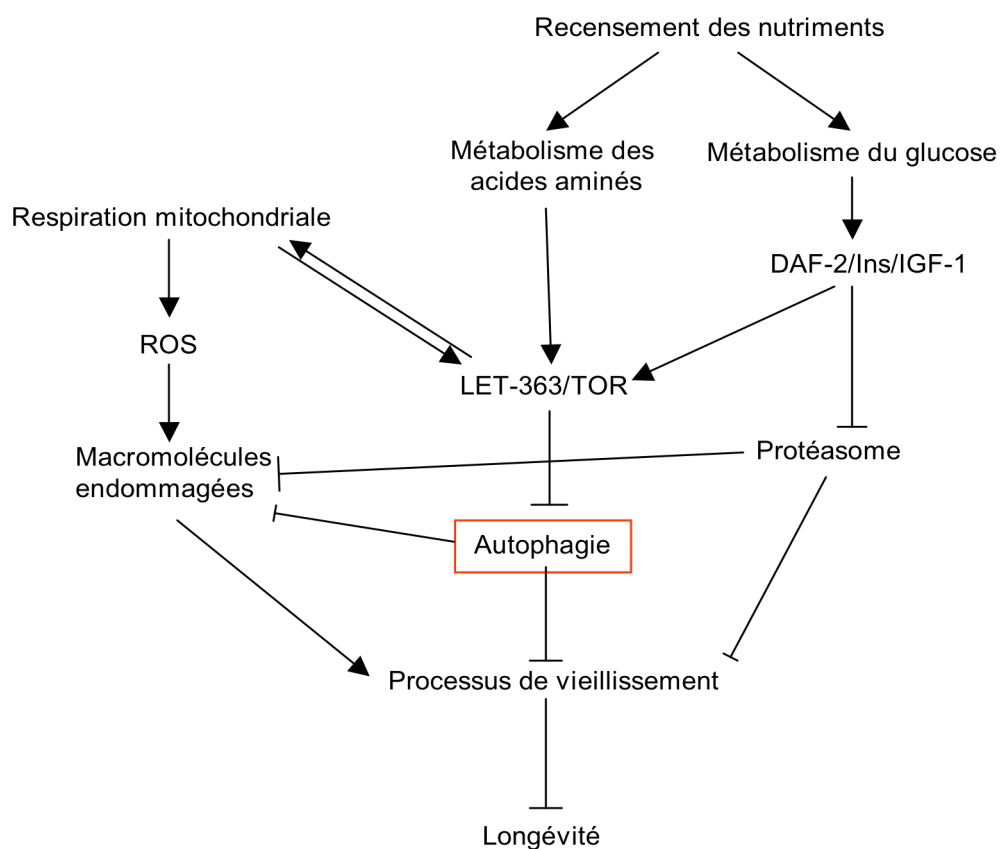 Recensement des nutriments
Métabolisme des
acides aminés
Métabolisme du glucose
Respiration mitochondriale
DAF-2/Ins/IGF-1
ROS
LET-363/TOR
Macromolécules
endommagées
Protéasome
Autophagie
Processus de vieillissement
Longévité